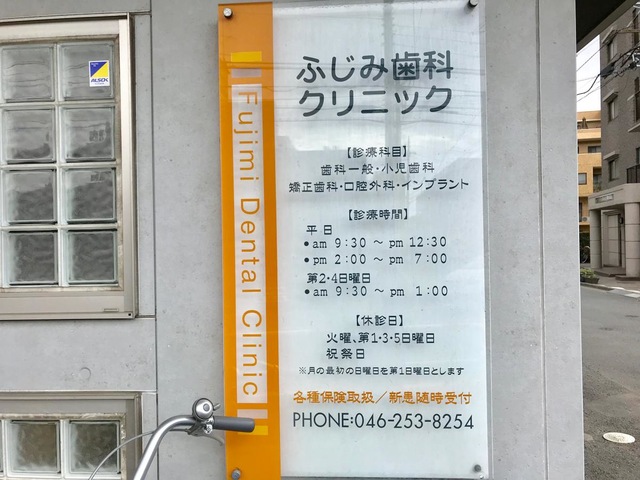 ALSOK
Fujimi Dental Clinic
ふじみ歯科
クリニック
【診療科目】
歯科一般・小児歯科
矯正歯科・口腔外科・インプラント
【診療時間】
平日
●am 9:30 ～ pm 12:30
●pm 2:00 ～ pm 7:00
第2・4日曜日
●am 9:30 ～ pm 1:00
【休診日】
火曜、第1・3・5日曜日
祝祭日
※月の最初の日曜日を第1日曜日とします
各種保険取扱／新患随時受付
PHONE:046-253-8254